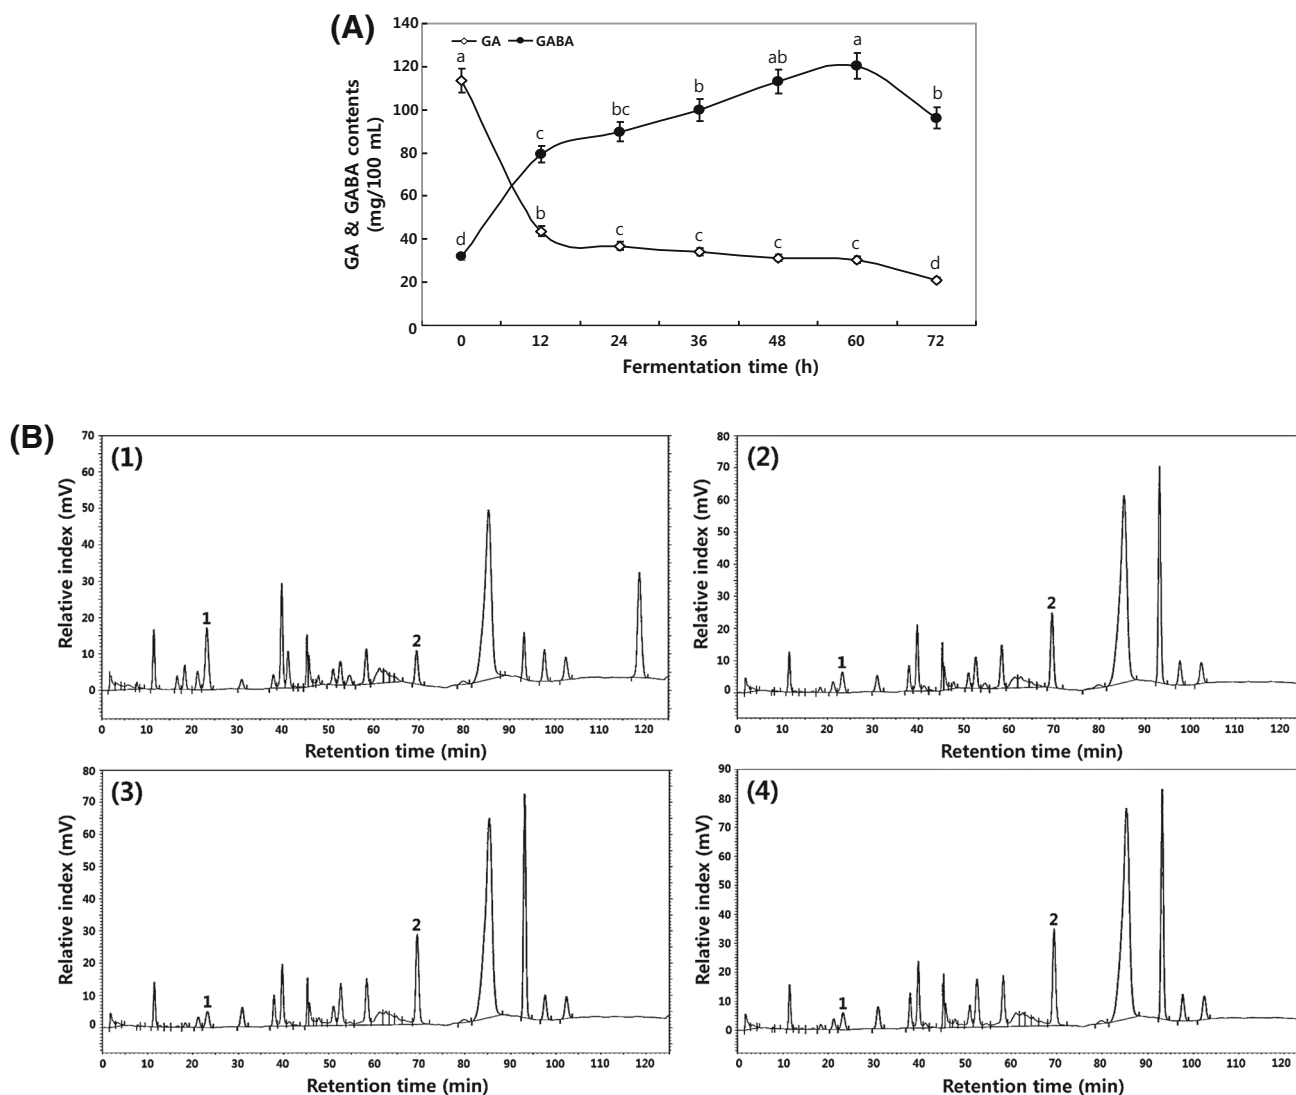 (A)
GA & GABA contents
(mg/100 mL)
140
120
100
80
60
40
20
0
GA GABA
a
b
c
c
c
c
d
d
c
bc
b
ab
a
b
0 12 24 36 48 60 72
Fermentation time (h)
(B)
(1)
Relative index (mV)
70
60
50
40
30
20
10
0
1
2
0 10 20 30 40 50 60 70 80 90 100 110 120
Retention time (min)
(2)
Relative index (mV)
80
70
60
50
40
30
20
10
0
1
2
0 10 20 30 40 50 60 70 80 90 100 110 120
Retention time (min)
(3)
Relative index (mV)
80
70
60
50
40
30
20
10
0
1
2
0 10 20 30 40 50 60 70 80 90 100 110 120
Retention time (min)
(4)
Relative index (mV)
90
80
70
60
50
40
30
20
10
0
1
2
0 10 20 30 40 50 60 70 80 90 100 110 120
Retention time (min)